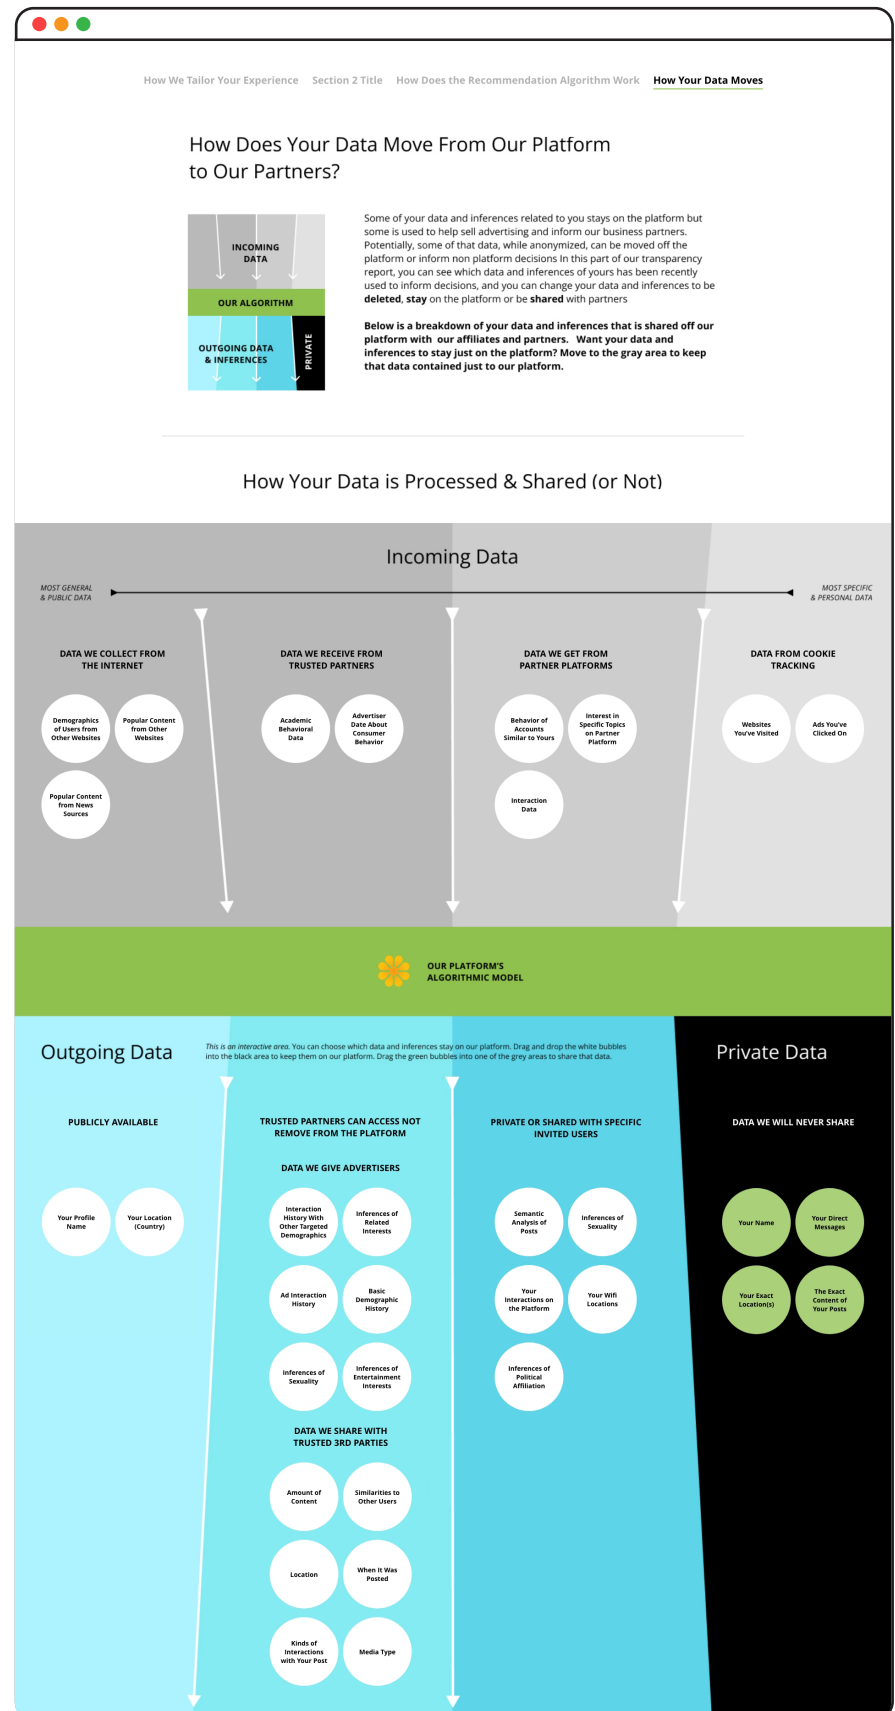 How We Tailor Your Experience Section 2 Title How Does the Recommendation Algorithm Work How Your Data Moves
How Does Your Data Move From Our Platform
to Our Partners?
INCOMING
DATA
OUR ALGORITHM
OUTGOING DATA
& INFERENCES
PRIVATE
Some of your data and inferences related to you stays on the platform but
some is used to help sell advertising and inform our business partners.
Potentially, some of that data, while anonymized, can be moved off the
platform or inform non platform decisions In this part of our transparency
report, you can see which data and inferences of yours has been recently
used to inform decisions, and you can change your data and inferences to be
deleted, stay on the platform or be shared with partners
Below is a breakdown of your data and inferences that is shared off our
platform with our affiliates and partners. Want your data and
inferences to stay just on the platform? Move to the gray area to keep
that data contained just to our platform.
How Your Data is Processed & Shared (or Not)
Incoming Data
MOST GENERAL
& PUBLIC DATA
MOST SPECIFIC
& PERSONAL DATA
DATA WE COLLECT FROM
THE INTERNET
Demographics
of Users from
Other Websites
Popular Content
from Other
Websites
Popular Content
from News
Sources
DATA WE RECEIVE FROM
TRUSTED PARTNERS
Academic
Behavioral
Data
Advertiser
Date About
Consumer
Behavior
DATA WE GET FROM
PARTNER PLATFORMS
Behavior of
Accounts
Similar to Yours
Interest in
Specific Topics
on Partner
Platform
Interaction
Data
DATA FROM COOKIE
TRACKING
Websites
You've Visited
Ads You've
Clicked On
OUR PLATFORM'S
ALGORITHMIC MODEL
Outgoing Data
This is an interactive area. You can choose which data and inferences stay on our platform. Drag and drop the white bubbles
into the black area to keep them on our platform. Drag the green bubbles into one of the grey areas to share that data.
Private Data
PUBLICLY AVAILABLE
Your Profile
Name
Your Location
(Country)
TRUSTED PARTNERS CAN ACCESS NOT
REMOVE FROM THE PLATFORM
DATA WE GIVE ADVERTISERS
Interaction
History With
Other Targeted
Demographics
Inferences of
Related
Interests
Ad Interaction
History
Basic
Demographic
History
Inferences of
Sexuality
Inferences of
Entertainment
Interests
DATA WE SHARE WITH
TRUSTED 3RD PARTIES
Amount of
Content
Similarities to
Other Users
Location
When It Was
Posted
Kinds of
Interactions
with Your Post
Media Type
PRIVATE OR SHARED WITH SPECIFIC
INVITED USERS
Semantic
Analysis of
Posts
Inferences of
Sexuality
Your
Interactions on
the Platform
Your Wifi
Locations
Inferences of
Political
Affiliation
DATA WE WILL NEVER SHARE
Your Name
Your Direct
Messages
Your Exact
Location(s)
The Exact
Content of
Your Posts